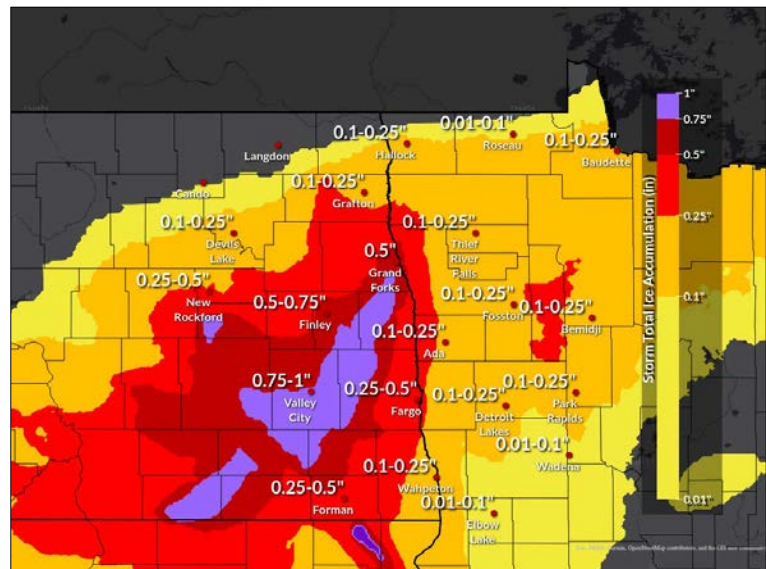 0.01-0.1"
Roseau
0.1-0.25"
Hallock
0.1-0.25"
Baudette
Langdon
Cando
0.1-0.25"
Grafton
0.1-0.25"
Devils
Lake
0.1-0.25"
Thief
River
Falls
0.5"
Grand
Forks
0.25-0.5"
New
Rockford
0.5-0.75"
Finley
0.1-0.25"
Fosston
0.1-0.25"
Bemidji
0.1-0.25"
Ada
0.75-1"
Valley
City
0.25-0.5"
Fargo
0.1-0.25"
Detroit
Lakes
0.1-0.25"
Park
Rapids
0.01-0.1"
Wadena
0.1-0.25"
Wahpeton
0.25-0.5"
Forman
0.01-0.1"
Elbow
Lake
Storm Total Ice Accumulation (in)
1"
0.75"
0.5"
0.25"
0.1"
0.01"